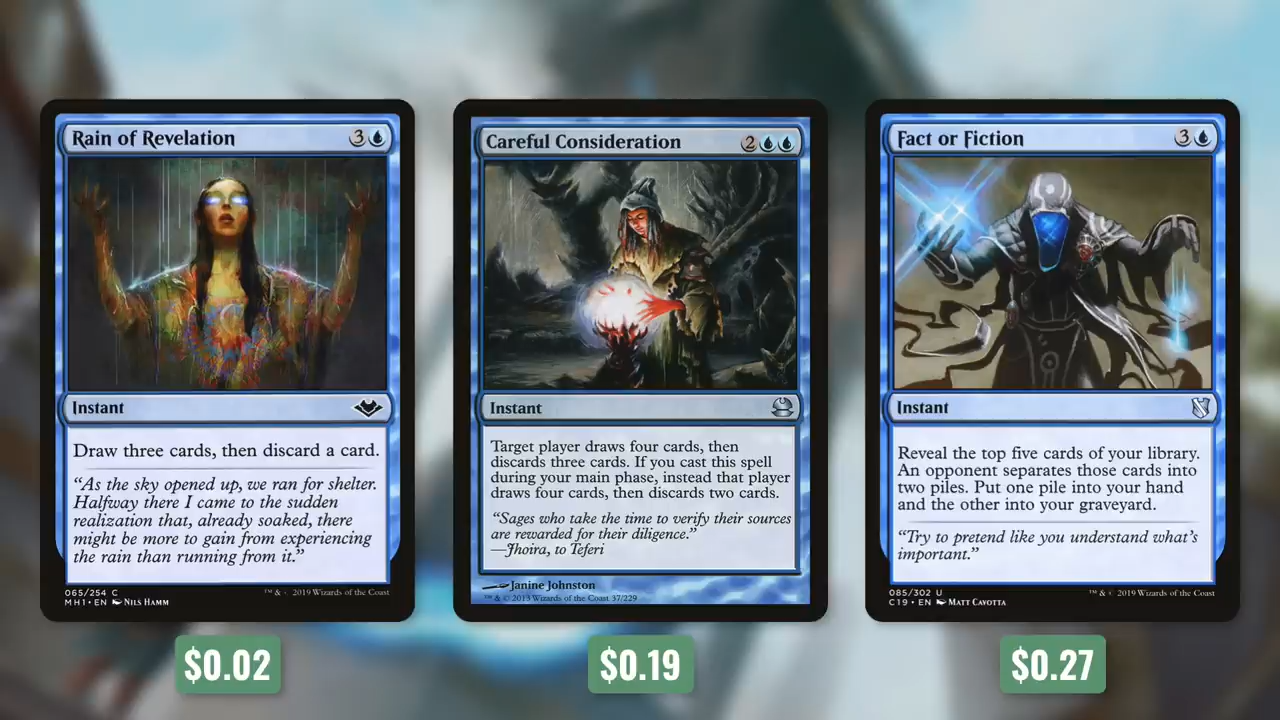 Rain of Revelation 3
Instant
Draw three cards, then discard a card.
“As the sky opened up, we ran for shelter.
Halfway there I came to the sudden
realization that, already soaked, there
might be more to gain from experiencing
the rain than running from it.”
065/254 C
MH1 • EN NILS HAMM
™ & © 2019 Wizards of the Coast
$0.02
Careful Consideration 2
Instant
Target player draws four cards, then
discards three cards. If you cast this spell
during your main phase, instead that player
draws four cards, then discards two cards.
“Sages who take the time to verify their sources
are rewarded for their diligence.”
—Jhoira, to Teferi
Janine Johnston
™ & © 2013 Wizards of the Coast 37/229
$0.19
Fact or Fiction 3
Instant
Reveal the top five cards of your library.
An opponent separates those cards into
two piles. Put one pile into your hand
and the other into your graveyard.
“Try to pretend like you understand what’s
important.”
085/302 U
C19 • EN MATT CAVOTTA
™ & © 2019 Wizards of the Coast
$0.27